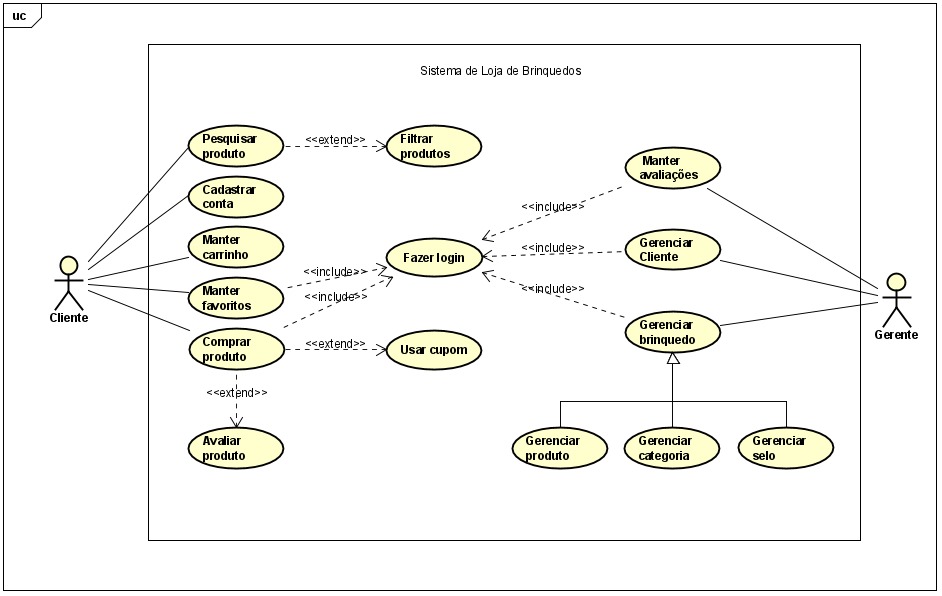 uc
Sistema de Loja de Brinquedos
Pesquisar
produto
<<extend>>
Filtrar
produtos
Manter
avaliações
Cadastrar
conta
<<include>>
Manter
carrinho
Fazer login
<<include>>
Gerenciar
Cliente
<<include>>
Manter
favoritos
<<include>>
<<include>>
Cliente
Gerente
Gerenciar
brinquedo
Comprar
produto
<<extend>>
Usar cupom
<<extend>>
Avaliar
produto
Gerenciar
produto
Gerenciar
categoria
Gerenciar
selo